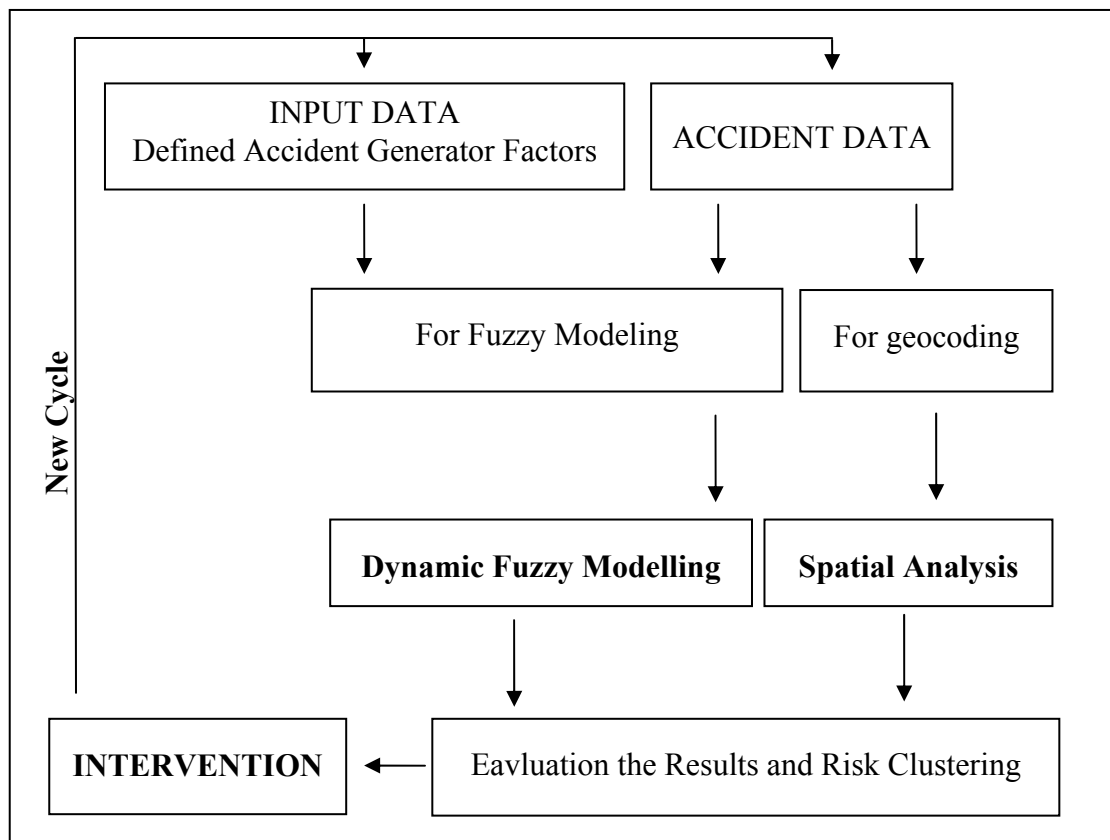 INPUT DATA
Defined Accident Generator Factors
ACCIDENT DATA
For Fuzzy Modeling
For geocoding
New Cycle
Dynamic Fuzzy Modelling
Spatial Analysis
INTERVENTION
Eavluation the Results and Risk Clustering